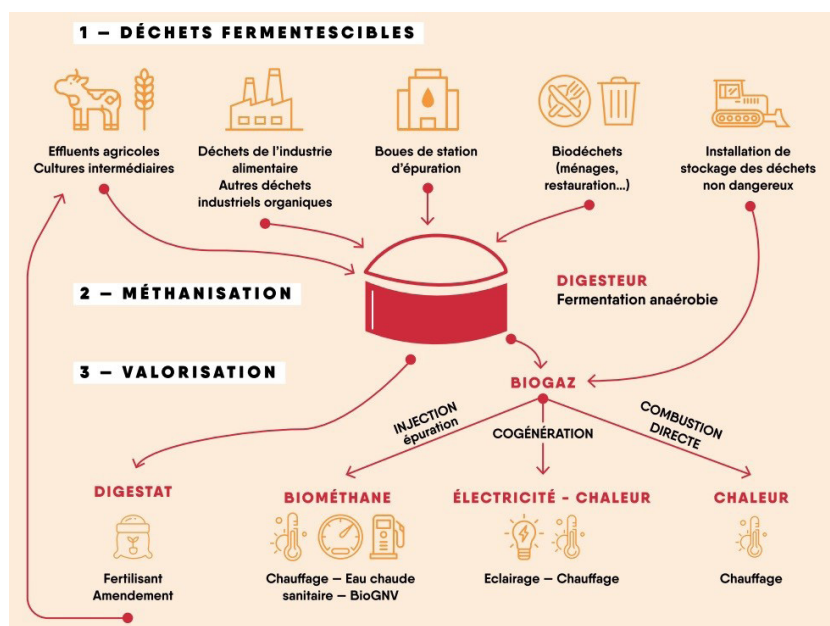 1 – DÉCHETS FERMENTESCIBLES
Effluents agricoles
Cultures intermédiaires
Déchets de l'industrie
alimentaire
Autres déchets
industriels organiques
Boues de station
d'épuration
Biodéchets
(ménages,
restauration...)
Installation de
stockage des déchets
non dangereux
2 – MÉTHANISATION
DIGESTEUR
Fermentation anaérobie
3 – VALORISATION
BIOGAZ
INJECTION
épuration
COGÉNÉRATION
COMBUSTION
DIRECTE
DIGESTAT
Fertilisant
Amendement
BIOMÉTHANE
Chauffage – Eau chaude
sanitaire – BioGNV
ÉLECTRICITÉ - CHALEUR
Eclairage – Chauffage
CHALEUR
Chauffage